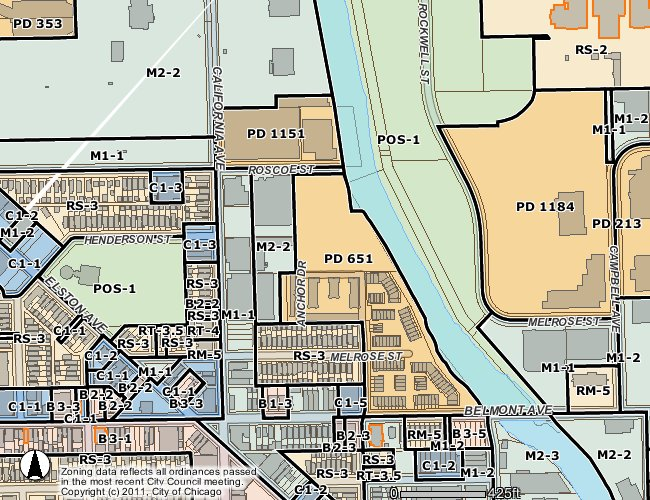 PD 353
ROCKWELL ST
RS-2
M2-2
CALIFORNIA AVE
M1-2
PD 1151
M1-1
POS-1
M1-1
ROSCOE ST
C1-3
RS-3
PD 1184
C1-2
M1-2
PD 213
C1-3
HENDERSON ST
M2-2
PD 651
C1-1
CAMPBELL AVE
ANCHOR DR
POS-1
RS-3
ELSTON AVE
B2-2
M1-1
RS-3
MELROSE ST
C1-1
RT-3.5
RT-4
RS-3
RS-3
RS-3
C1-2
RM-5
RS-3
MELROSE ST
M1-2
M1-1
M1-1
B2-2
C1-1
RM-5
B2-2
C1-1
B3-3
B2-2
B3-3
B1-3
C1-5
BELMONT AVE
C1-1
B3-1
B2-3
RM-5
B3-5
M1-2
B2-3
M2-3
M2-2
RS-3
RS-3
RS-3
C1-2
M1-2
RT-3.5
Zoning data reflects all ordinances passed
in the most recent City Council meeting.
Copyright (c) 2011, City of Chicago
C1-2
0
425ft